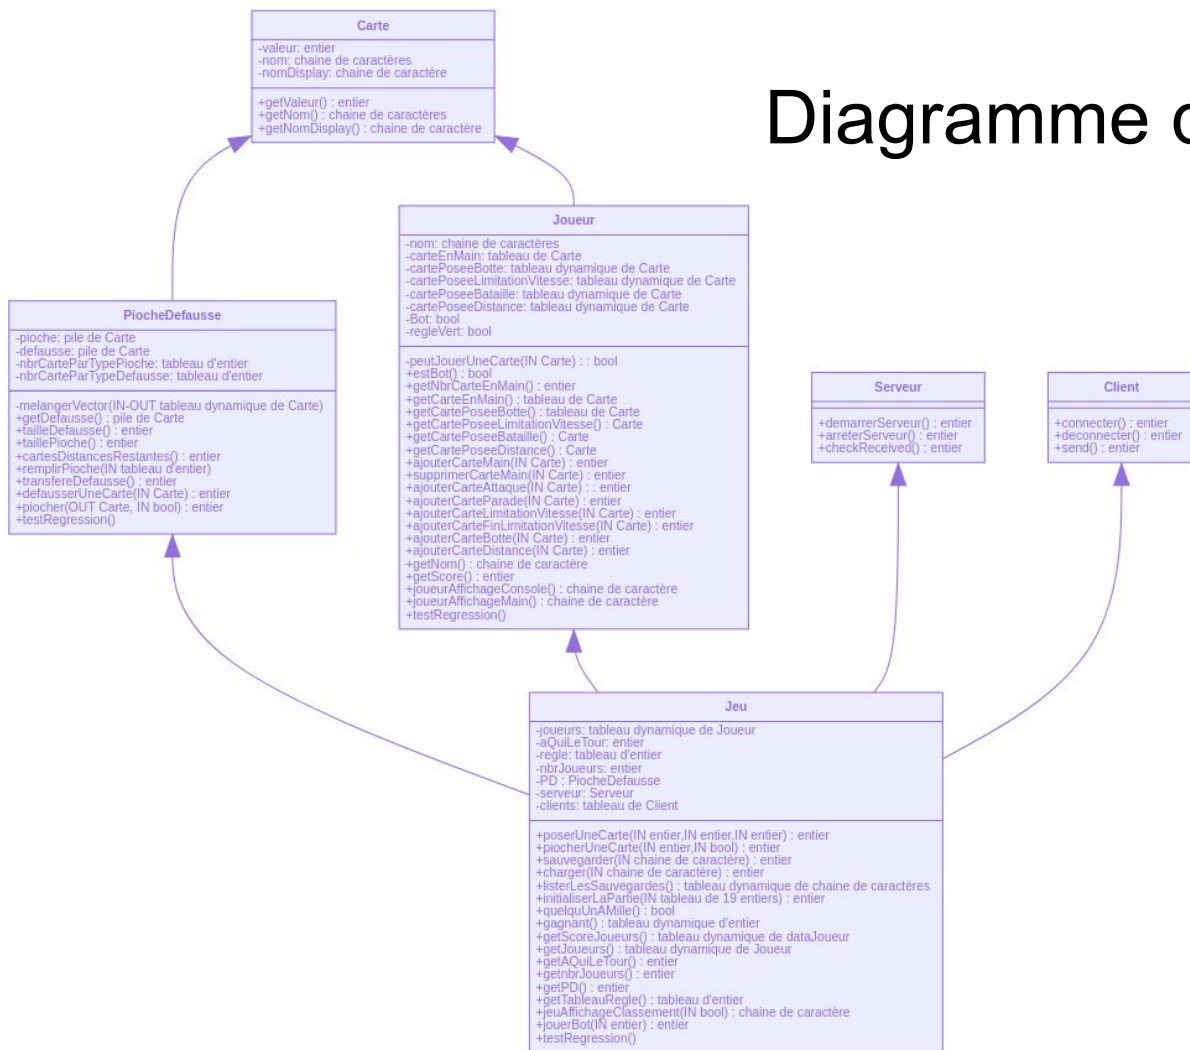 Diagramme d
Carte
-valeur: entier
-nom: chaine de caractères
-nomDisplay: chaine de caractère
+getValeur() : entier
+getNom() : chaine de caractères
+getNomDisplay() : chaine de caractère
Joueur
-nom: chaine de caractères
-carteEnMain: tableau de Carte
-cartePoseeBotte: tableau dynamique de Carte
-cartePoseeLimitationVitesse: tableau dynamique de Carte
-cartePoseeBataille: tableau dynamique de Carte
-cartePoseeDistance: tableau dynamique de Carte
-Bot: bool
-regleVert: bool
-peutJouerUneCarte(IN Carte) : : bool
+estBot() : bool
+getNbrCarteEnMain() : entier
+getCarteEnMain() : tableau de Carte
+getCartePoseeBotte() : tableau de Carte
+getCartePoseeLimitationVitesse() : Carte
+getCartePoseeBataille() : Carte
+getCartePoseeDistance() : Carte
+ajouterCarteMain(IN Carte) : entier
+supprimerCarteMain(IN Carte) : entier
+ajouterCarteAttaque(IN Carte) : : entier
+ajouterCarteParade(IN Carte) : entier
+ajouterCarteLimitationVitesse(IN Carte) : entier
+ajouterCarteFinLimitationVitesse(IN Carte) : entier
+ajouterCarteBotte(IN Carte) : entier
+ajouterCarteDistance(IN Carte) : entier
+getNom() : chaine de caractère
+getScore() : entier
+joueurAffichageConsole() : chaine de caractère
+joueurAffichageMain() : chaine de caractère
+testRegression()
PiocheDefausse
-pioche: pile de Carte
-defausse: pile de Carte
-nbrCarteParTypePioche: tableau d'entier
-nbrCarteParTypeDefausse: tableau d'entier
-melangerVector(IN-OUT tableau dynamique de Carte)
+getDefausse() : pile de Carte
+tailleDefausse() : entier
+taillePioche() : entier
+cartesDistancesRestantes() : entier
+remplirPioche(IN tableau d'entier)
+transfereDefausse() : entier
+defausserUneCarte(IN Carte) : entier
+piocher(OUT Carte, IN bool) : entier
+testRegression()
Serveur
+demarrerServeur() : entier
+arreterServeur() : entier
+checkReceived() : entier
Client
+connecter() : entier
+deconnecter() : entier
+send() : entier
Jeu
-joueurs: tableau dynamique de Joueur
-aQuiLeTour: entier
-regle: tableau d'entier
-nbrJoueurs: entier
-PD : PiocheDefausse
-serveur: Serveur
-clients: tableau de Client
+poserUneCarte(IN entier,IN entier,IN entier) : entier
+piocherUneCarte(IN entier,IN bool) : entier
+sauvegarder(IN chaine de caractère) : entier
+charger(IN chaine de caractère) : entier
+listerLesSauvegardes() : tableau dynamique de chaine de caractères
+initialiserLaPartie(IN tableau de 19 entiers) : entier
+quelquUnAMille() : bool
+gagnant() : tableau dynamique d'entier
+getScoreJoueurs() : tableau dynamique de dataJoueur
+getJoueurs() : tableau dynamique de Joueur
+getAQuiLeTour() : entier
+getnbrJoueurs() : entier
+getPD() : entier
+getTableauRegle() : tableau d'entier
+jeuAffichageClassement(IN bool) : chaine de caractère
+jouerBot(IN entier) : entier
+testRegression()